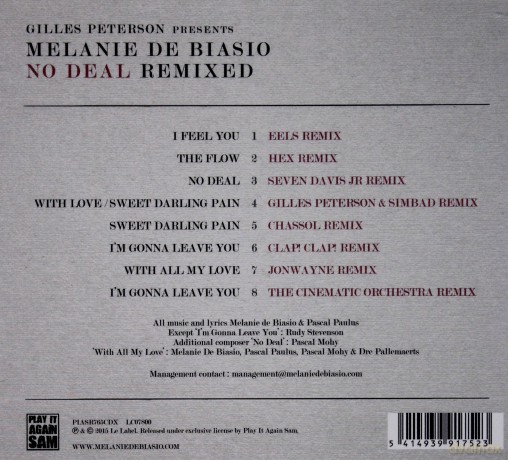 GILLES PETERSON PRESENTS
MELANIE DE BIASIO
NO DEAL REMIXED
I FEEL YOU 1 EELS REMIX
THE FLOW 2 HEX REMIX
NO DEAL 3 SEVEN DAVIS JR REMIX
WITH LOVE / SWEET DARLING PAIN 4 GILLES PETERSON & SIMBAD REMIX
SWEET DARLING PAIN 5 CHASSOL REMIX
I'M GONNA LEAVE YOU 6 CLAP! CLAP! REMIX
WITH ALL MY LOVE 7 JONWAYNE REMIX
I'M GONNA LEAVE YOU 8 THE CINEMATIC ORCHESTRA REMIX
All music and lyrics Melanie de Biasio & Pascal Paulus
Except 'I'm Gonna Leave You' : Rudy Stevenson
Additional composer 'No Deal' : Pascal Mohy
'With All My Love' : Melanie De Biasio, Pascal Paulus, Pascal Mohy & Dre Pallemaerts
Management contact : management@melaniedebiasio.com
PLAY IT AGAIN SAM
PIASR765CDX LC07800
℗ & © 2015 Le Label. Released under exclusive license by Play It Again Sam.
WWW.MELANIEDEBIASIO.COM
5 414939 917523